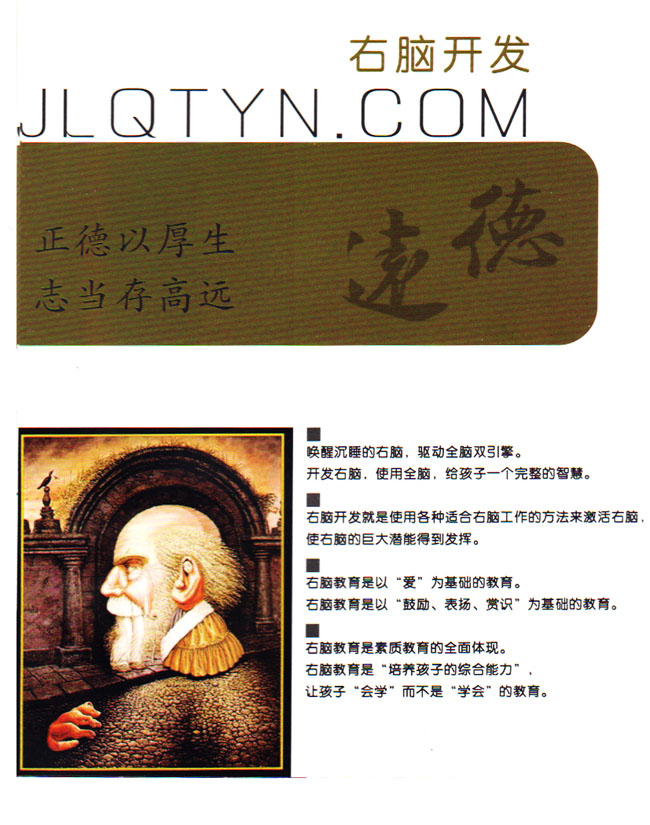 右脑开发
JLQTYN.COM
正德以厚生
志当存高远
德远
唤醒沉睡的右脑，驱动全脑双引擎。
开发右脑，使用全脑，给孩子一个完整的智慧。
右脑开发就是使用各种适合右脑工作的方法来激活右脑，
使右脑的巨大潜能得到发挥。
右脑教育是以“爱”为基础的教育。
右脑教育是以“鼓励、表扬、赏识”为基础的教育。
右脑教育是素质教育的全面体现。
右脑教育是“培养孩子的综合能力”，
让孩子“会学”而不是“学会”的教育。